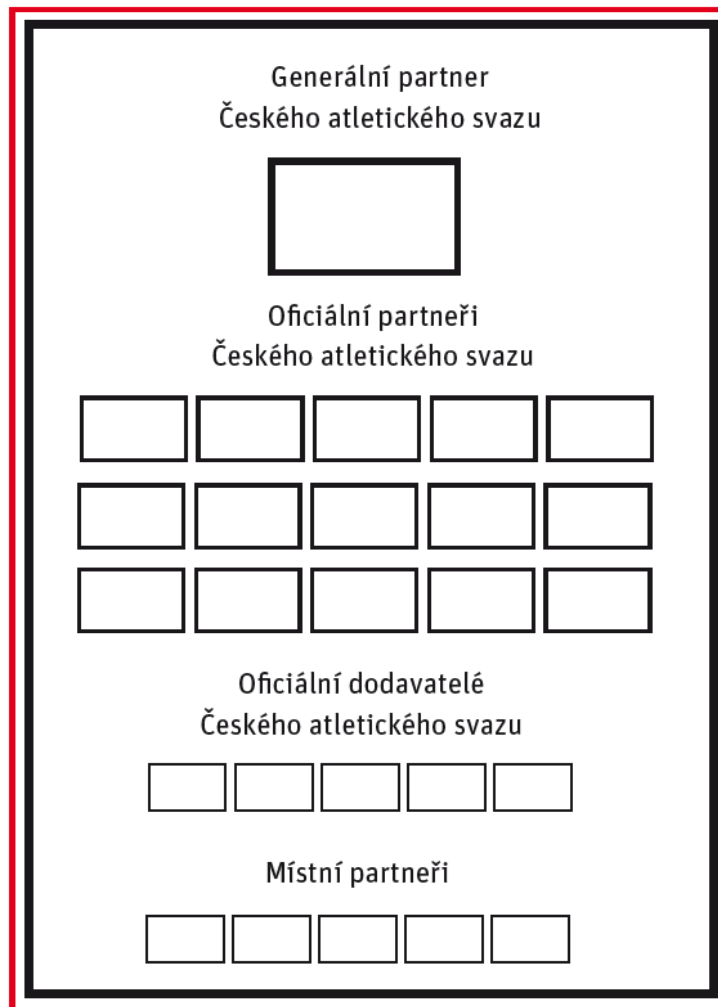 Generální partner
Českého atletického svazu
Oficiální partneři
Českého atletického svazu
Oficiální dodavatelé
Českého atletického svazu
Místní partneři